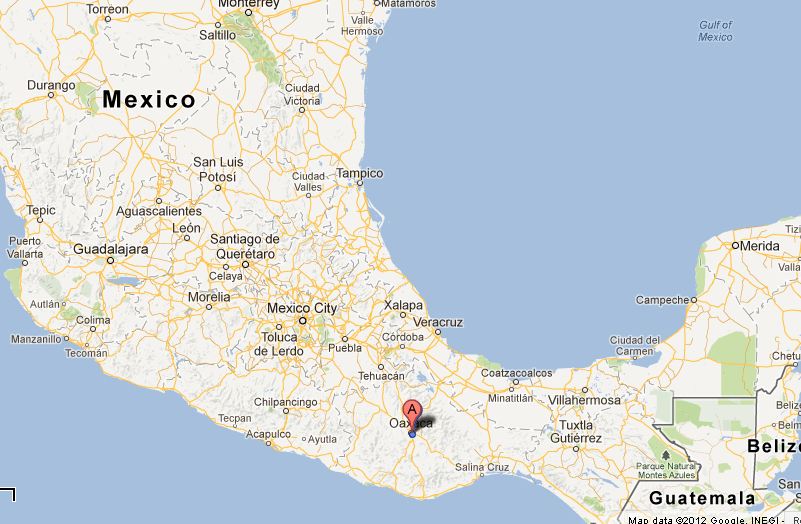 Monterrey
Matamoros
Torreon
Valle
Hermoso
Gulf of
Mexico
Saltillo
Durango
Ciudad
Victoria
Mexico
San Luis
Potosí
Ciudad
Valles
Tampico
Tepic
Aguascalientes
León
Puerto
Vallarta
Guadalajara
Santiago de
Querétaro
Merida
Celaya
Morelia
Mexico City
Xalapa
Campeche
Autlán
Colima
Veracruz
Manzanillo
Tecomán
Toluca
de Lerdo
Puebla
Córdoba
Ciudad del
Carmen
Tehuacán
Coatzacoalcos
Minatitlán
Villahermosa
Chilpancingo
A
Oaxaca
Tecpan
Acapulco
Ayutla
Tuxtla
Gutiérrez
Salina Cruz
Parque Natural
Montes Azules
Guatemala
Map data ©2012 Google, INEGI -